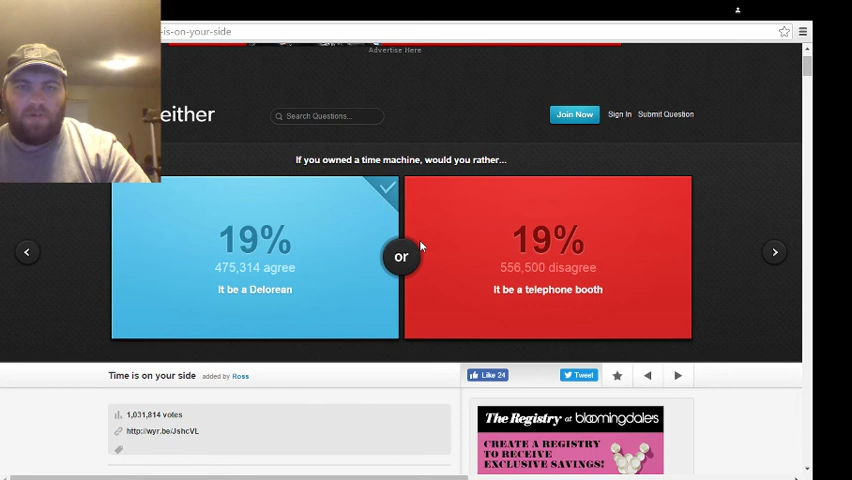 -is-on-your-side
Advertise Here
either
Search Questions...
Join Now
Sign In
Submit Question
If you owned a time machine, would you rather...
19%
475,314 agree
It be a Delorean
or
19%
556,500 disagree
It be a telephone booth
Time is on your side added by Ross
Like 24
Tweet
1,031,814 votes
http://wyr.be/JshcVL
The Registry at bloomingdale's
CREATE A REGISTRY
TO RECEIVE
EXCLUSIVE SAVINGS!